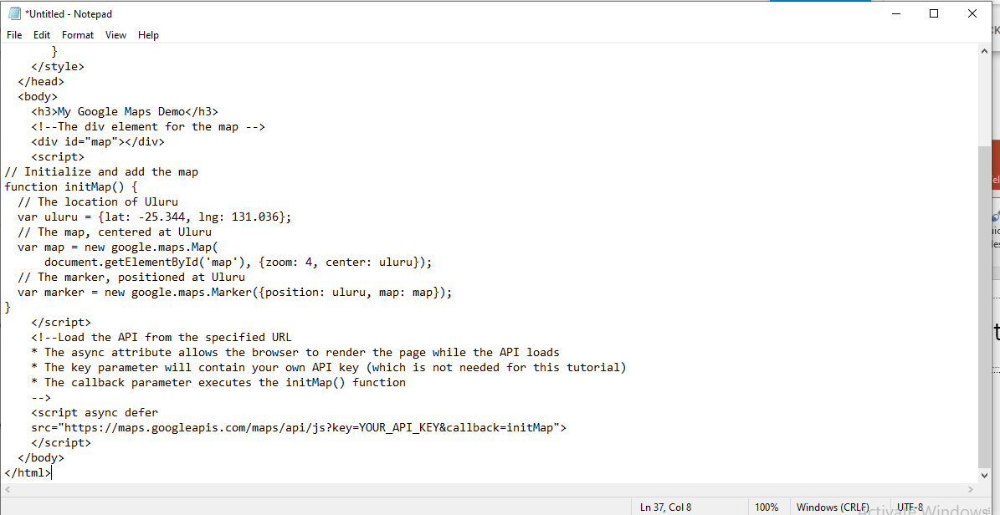 *Untitled - Notepad
File Edit Format View Help
}
</style>
</head>
<body>
<h3>My Google Maps Demo</h3>
<!--The div element for the map -->
<div id="map"></div>
<script>
// Initialize and add the map
function initMap() {
// The location of Uluru
var uluru = {lat: -25.344, lng: 131.036};
// The map, centered at Uluru
var map = new google.maps.Map(
document.getElementById('map'), {zoom: 4, center: uluru});
// The marker, positioned at Uluru
var marker = new google.maps.Marker({position: uluru, map: map});
}
</script>
<!--Load the API from the specified URL
* The async attribute allows the browser to render the page while the API loads
* The key parameter will contain your own API key (which is not needed for this tutorial)
* The callback parameter executes the initMap() function
-->
<script async defer
src="https://maps.googleapis.com/maps/api/js?key=YOUR_API_KEY&callback=initMap">
</script>
</body>
</html>
Ln 37, Col 8 100% Windows (CRLF) UTF-8
Activate Windows